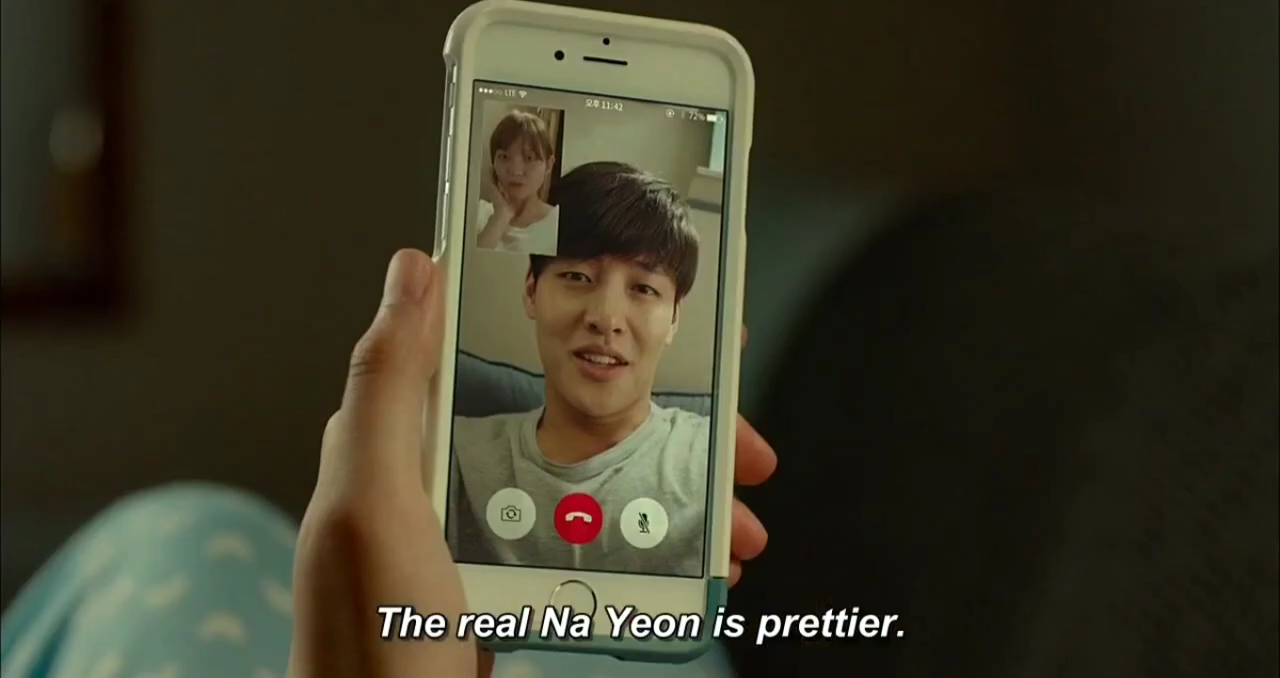 LTE
오후 11:42
72%
The real Na Yeon is prettier.